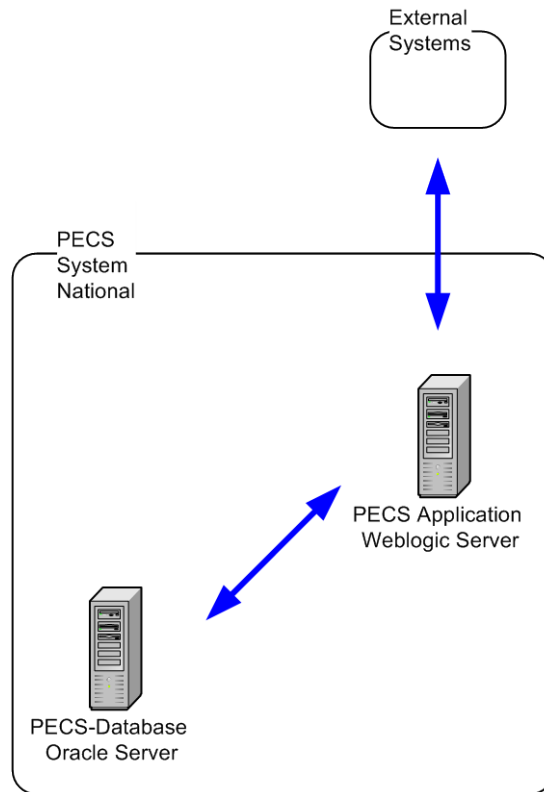 External
Systems
PECS
System
National
PECS Application
Weblogic Server
PECS-Database
Oracle Server